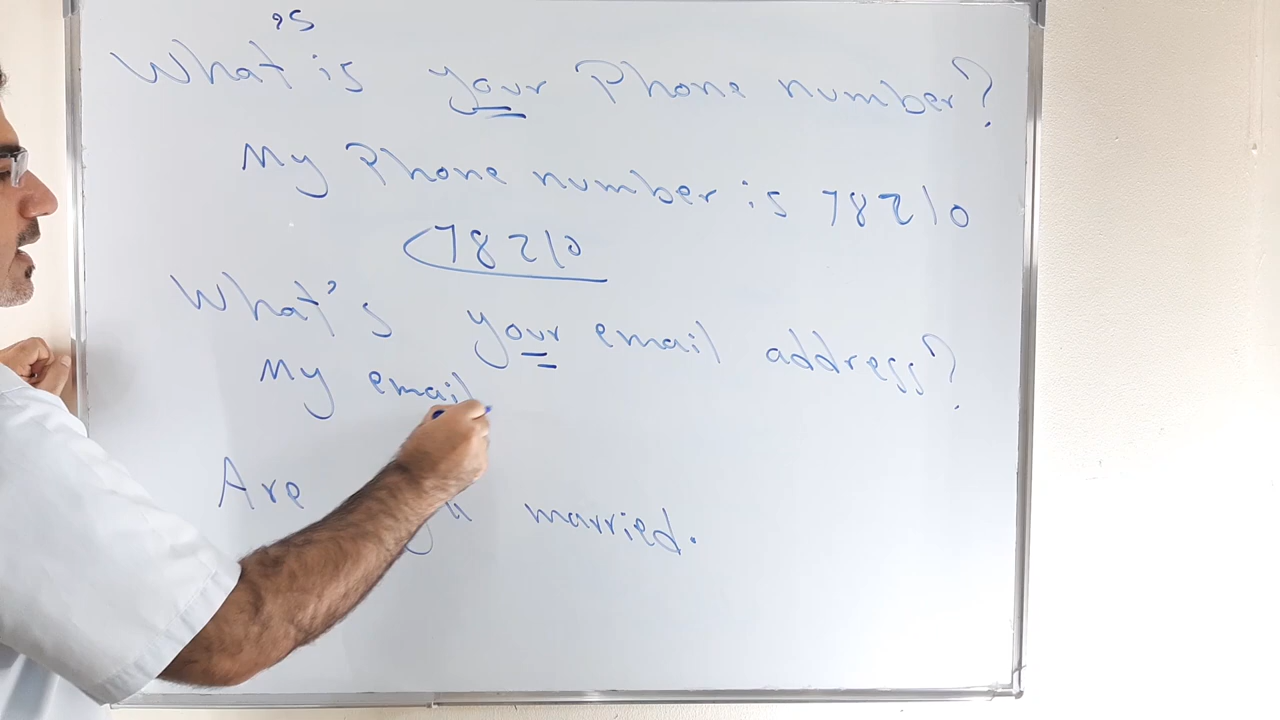 's
What is your Phone number?
My Phone number is 78210
78210
What's your email address?
My email
Are married.